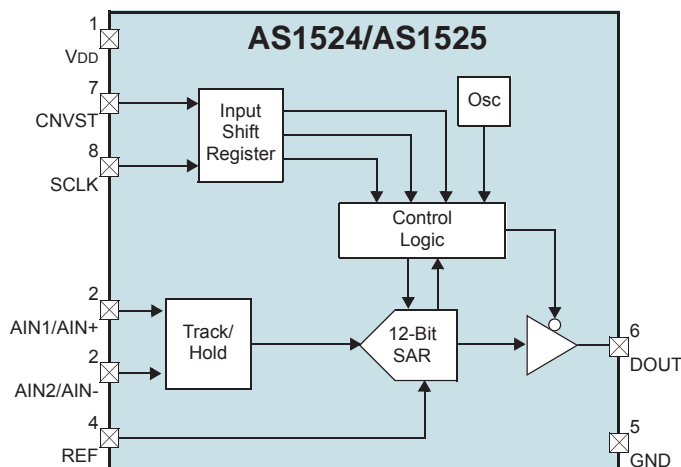 AS1524/AS1525
1
VDD
7
CNVST
8
SCLK
Input
Shift
Register
Osc
Control
Logic
2
AIN1/AIN+
2
AIN2/AIN-
Track/
Hold
12-Bit
SAR
6
DOUT
4
REF
5
GND